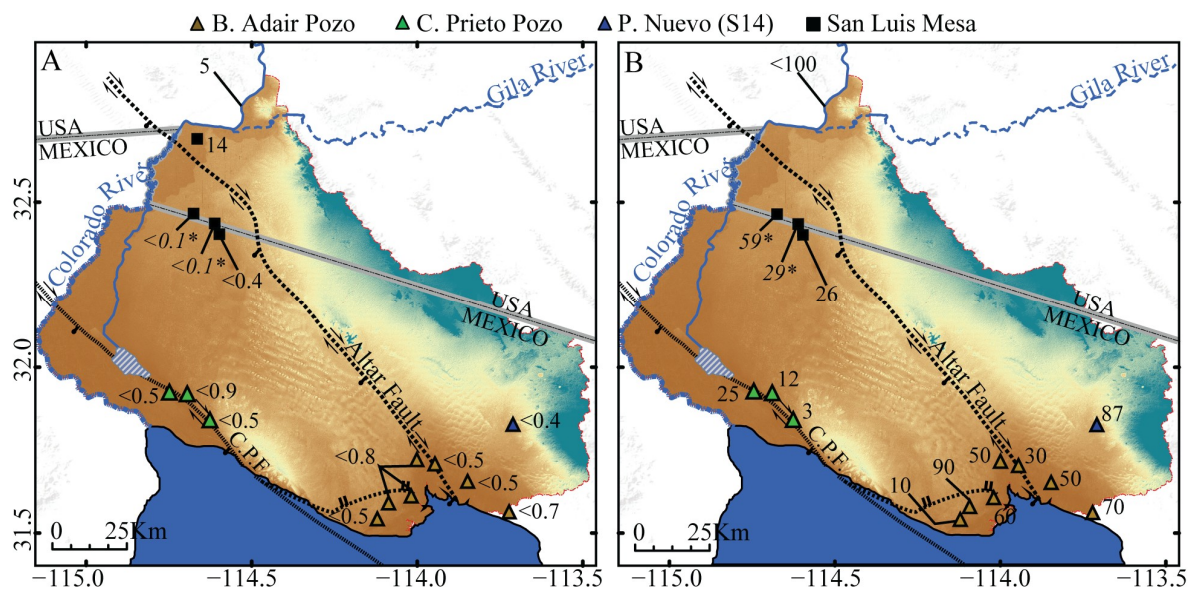 B. Adair Pozo C. Prieto Pozo P. Nuevo (S14) San Luis Mesa
A
5
Gila River
USA
MEXICO
14
Colorado River
32.5
<0.1*
<0.1*
<0.4
USA
MEXICO
32.0
Altar Fault
<0.5
<0.9
<0.5
<0.4
C.P.F.
<0.8
<0.5
<0.5
<0.5
<0.7
31.5
0 25Km
−115.0 −114.5 −114.0 −113.5
B
<100
Gila River
USA
MEXICO
Colorado River
59*
29*
26
USA
MEXICO
Altar Fault
25
12
3
87
C.P.F.
50
30
90
50
10
60
70
0 25Km
−115.0 −114.5 −114.0 −113.5